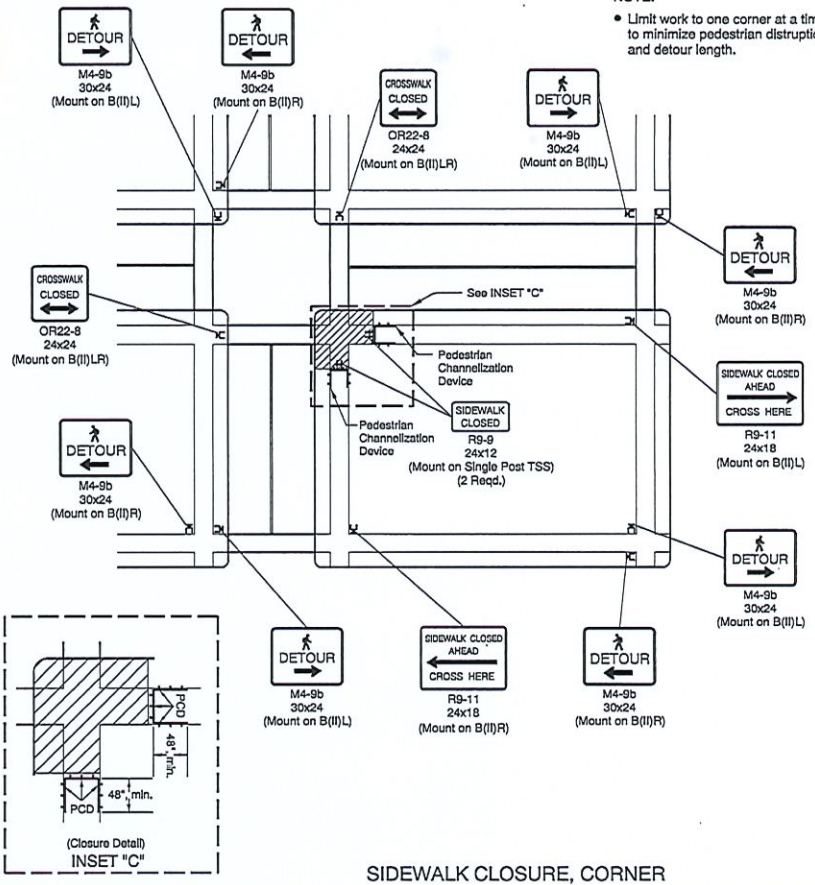 NOTE:
• Limit work to one corner at a tim
to minimize pedestrian distruptio
and detour length.
DETOUR
M4-9b
30x24
(Mount on B(II)L)
DETOUR
M4-9b
30x24
(Mount on B(II)R)
CROSSWALK
CLOSED
OR22-8
24x24
(Mount on B(II)LR)
DETOUR
M4-9b
30x24
(Mount on B(II)L)
DETOUR
M4-9b
30x24
(Mount on B(II)R)
CROSSWALK
CLOSED
OR22-8
24x24
(Mount on B(II)LR)
See INSET "C"
Pedestrian
Channelization
Device
Pedestrian
Channelization
Device
SIDEWALK
CLOSED
R9-9
24x12
(Mount on Single Post TSS)
(2 Reqd.)
SIDEWALK CLOSED
AHEAD
CROSS HERE
R9-11
24x18
(Mount on B(II)L)
DETOUR
M4-9b
30x24
(Mount on B(II)R)
DETOUR
M4-9b
30x24
(Mount on B(II)L)
DETOUR
M4-9b
30x24
(Mount on B(II)L)
SIDEWALK CLOSED
AHEAD
CROSS HERE
R9-11
24x18
(Mount on B(II)R)
DETOUR
M4-9b
30x24
(Mount on B(II)R)
PCD
48", min.
48", min.
PCD
(Closure Detail)
INSET "C"
SIDEWALK CLOSURE, CORNER